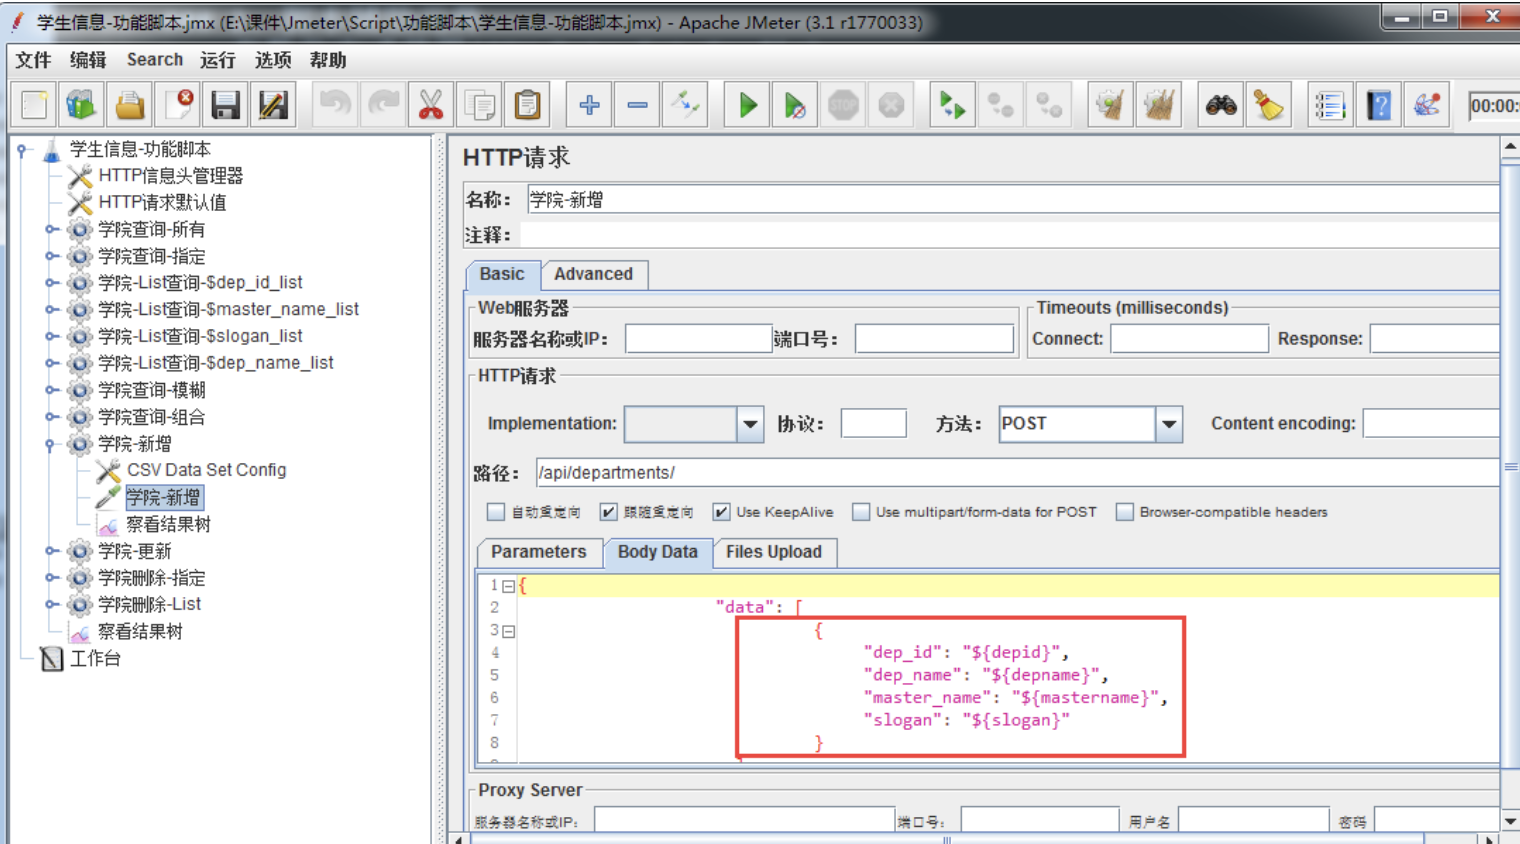 学生信息-功能脚本.jmx (E:\课件\Jmeter\Script\功能脚本\学生信息-功能脚本.jmx) - Apache JMeter (3.1 r1770033)
文件 编辑 Search 运行 选项 帮助
STOP
00:00:
学生信息-功能脚本
HTTP信息头管理器
HTTP请求默认值
学院查询-所有
学院查询-指定
学院-List查询-$dep_id_list
学院-List查询-$master_name_list
学院-List查询-$slogan_list
学院-List查询-$dep_name_list
学院查询-模糊
学院查询-组合
学院-新增
CSV Data Set Config
学院-新增
察看结果树
学院-更新
学院删除-指定
学院删除-List
察看结果树
工作台
HTTP请求
名称： 学院-新增
注释：
Basic Advanced
Web服务器 Timeouts (milliseconds)
服务器名称或IP： 端口号： Connect: Response:
HTTP请求
Implementation: 协议： 方法： POST Content encoding:
路径： /api/departments/
自动重定向 跟随重定向 Use KeepAlive Use multipart/form-data for POST Browser-compatible headers
Parameters Body Data Files Upload
1 {
2 "data": [
3 {
4 "dep_id": "${depid}",
5 "dep_name": "${depname}",
6 "master_name": "${mastername}",
7 "slogan": "${slogan}"
8 }
Proxy Server
服务器名称或IP： 端口号： 用户名 密码